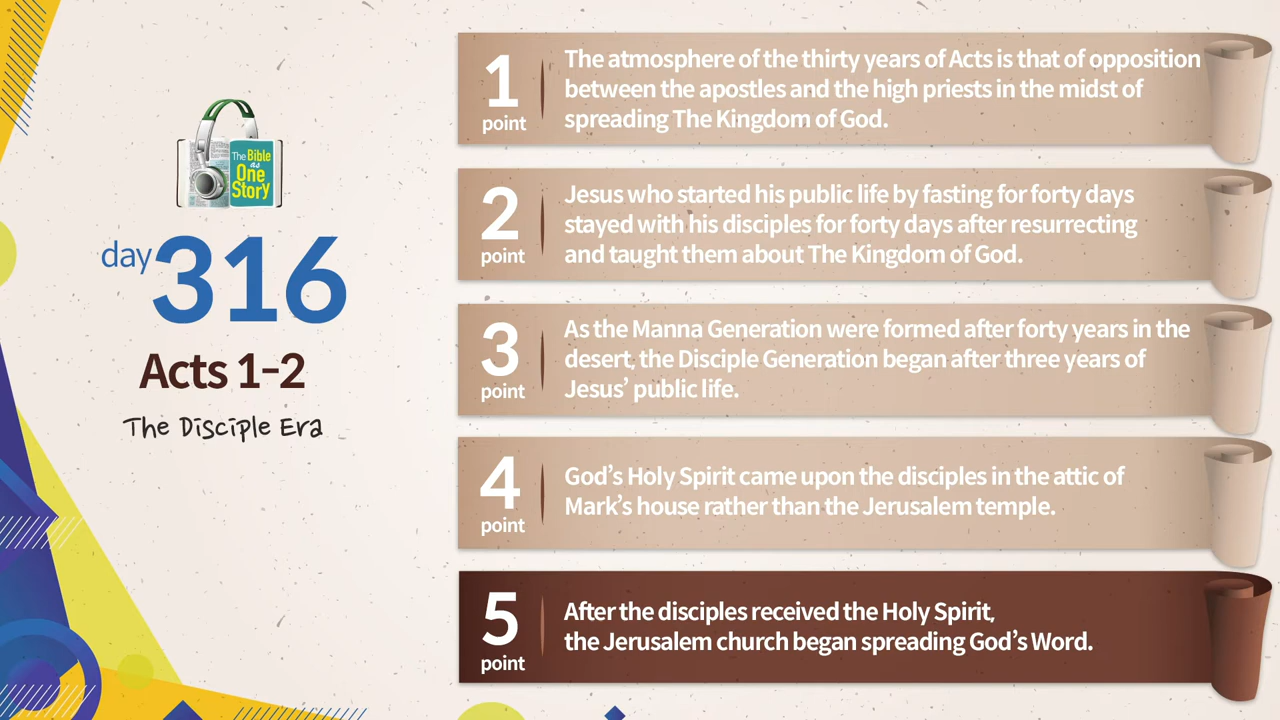 The Bible
as
One
Story
day 316
Acts 1-2
The Disciple Era
1
point
The atmosphere of the thirty years of Acts is that of opposition
between the apostles and the high priests in the midst of
spreading The Kingdom of God.
2
point
Jesus who started his public life by fasting for forty days
stayed with his disciples for forty days after resurrecting
and taught them about The Kingdom of God.
3
point
As the Manna Generation were formed after forty years in the
desert, the Disciple Generation began after three years of
Jesus’ public life.
4
point
God’s Holy Spirit came upon the disciples in the attic of
Mark’s house rather than the Jerusalem temple.
5
point
After the disciples received the Holy Spirit,
the Jerusalem church began spreading God’s Word.